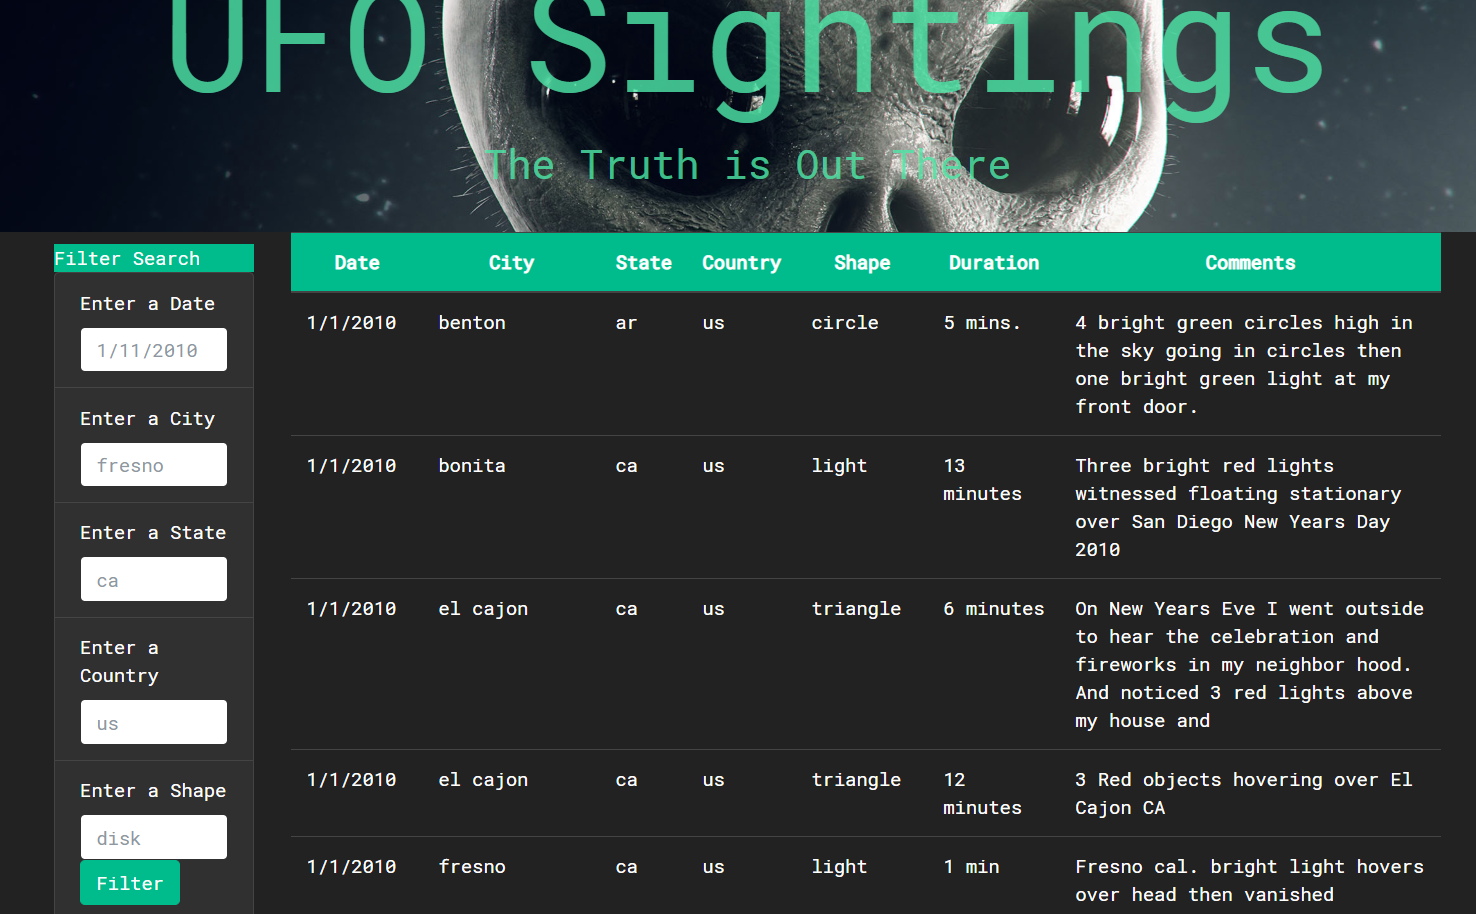 UFO Sightings
The Truth is Out There
Filter Search
Enter a Date
1/11/2010
Enter a City
fresno
Enter a State
ca
Enter a
Country
us
Enter a Shape
disk
Filter
Date City State Country Shape Duration Comments
1/1/2010 benton ar us circle 5 mins. 4 bright green circles high in
the sky going in circles then
one bright green light at my
front door.
1/1/2010 bonita ca us light 13 Three bright red lights
minutes witnessed floating stationary
over San Diego New Years Day
2010
1/1/2010 el cajon ca us triangle 6 minutes On New Years Eve I went outside
to hear the celebration and
fireworks in my neighbor hood.
And noticed 3 red lights above
my house and
1/1/2010 el cajon ca us triangle 12 3 Red objects hovering over El
minutes Cajon CA
1/1/2010 fresno ca us light 1 min Fresno cal. bright light hovers
over head then vanished